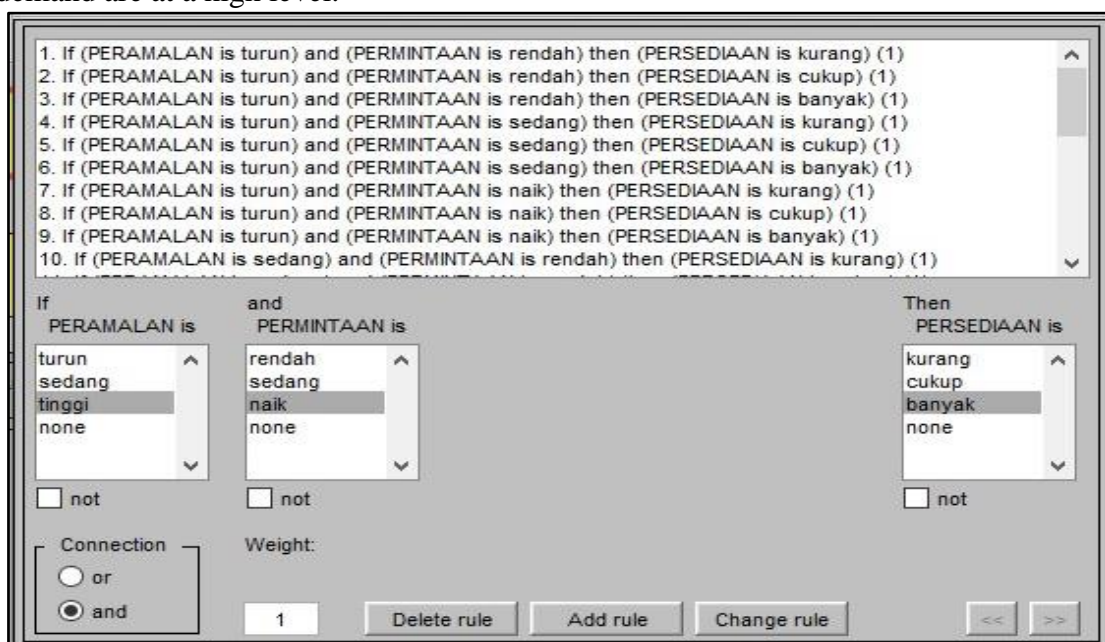 demand are at a high level.
1. If (PERAMALAN is turun) and (PERMINTAAN is rendah) then (PERSEDIAAN is kurang) (1)
2. If (PERAMALAN is turun) and (PERMINTAAN is rendah) then (PERSEDIAAN is cukup) (1)
3. If (PERAMALAN is turun) and (PERMINTAAN is rendah) then (PERSEDIAAN is banyak) (1)
4. If (PERAMALAN is turun) and (PERMINTAAN is sedang) then (PERSEDIAAN is kurang) (1)
5. If (PERAMALAN is turun) and (PERMINTAAN is sedang) then (PERSEDIAAN is cukup) (1)
6. If (PERAMALAN is turun) and (PERMINTAAN is sedang) then (PERSEDIAAN is banyak) (1)
7. If (PERAMALAN is turun) and (PERMINTAAN is naik) then (PERSEDIAAN is kurang) (1)
8. If (PERAMALAN is turun) and (PERMINTAAN is naik) then (PERSEDIAAN is cukup) (1)
9. If (PERAMALAN is turun) and (PERMINTAAN is naik) then (PERSEDIAAN is banyak) (1)
10. If (PERAMALAN is sedang) and (PERMINTAAN is rendah) then (PERSEDIAAN is kurang) (1)
If
PERAMALAN is
turun
sedang
tinggi
none
not
and
PERMINTAAN is
rendah
sedang
naik
none
not
Then
PERSEDIAAN is
kurang
cukup
banyak
none
not
Connection
or
and
Weight:
1
Delete rule
Add rule
Change rule
<<
>>